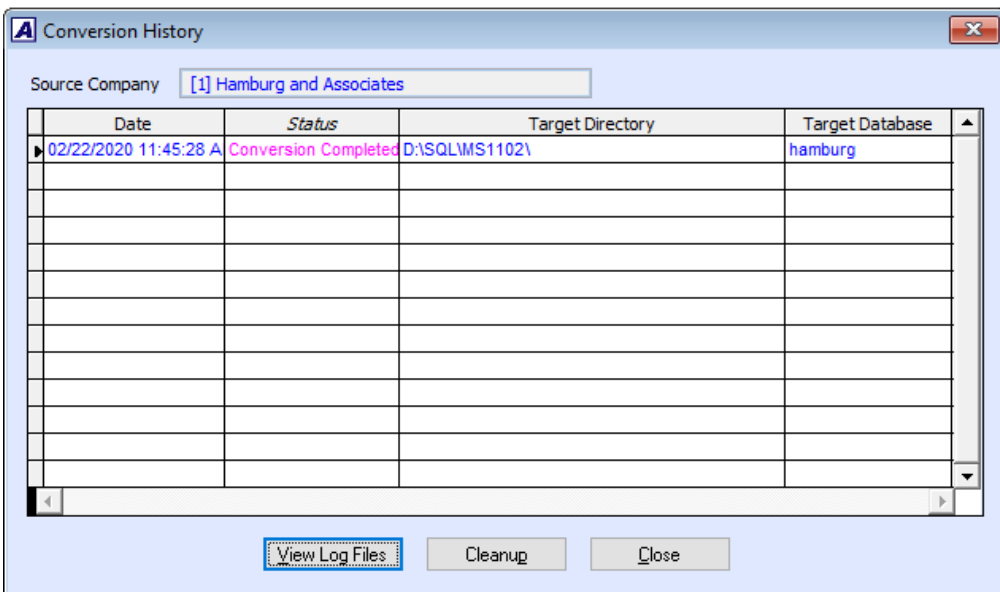 A Conversion History
Source Company [1] Hamburg and Associates
Date Status Target Directory Target Database
02/22/2020 11:45:28 A Conversion Completed D:\SQL\MS1102\ hamburg
View Log Files Cleanup Close